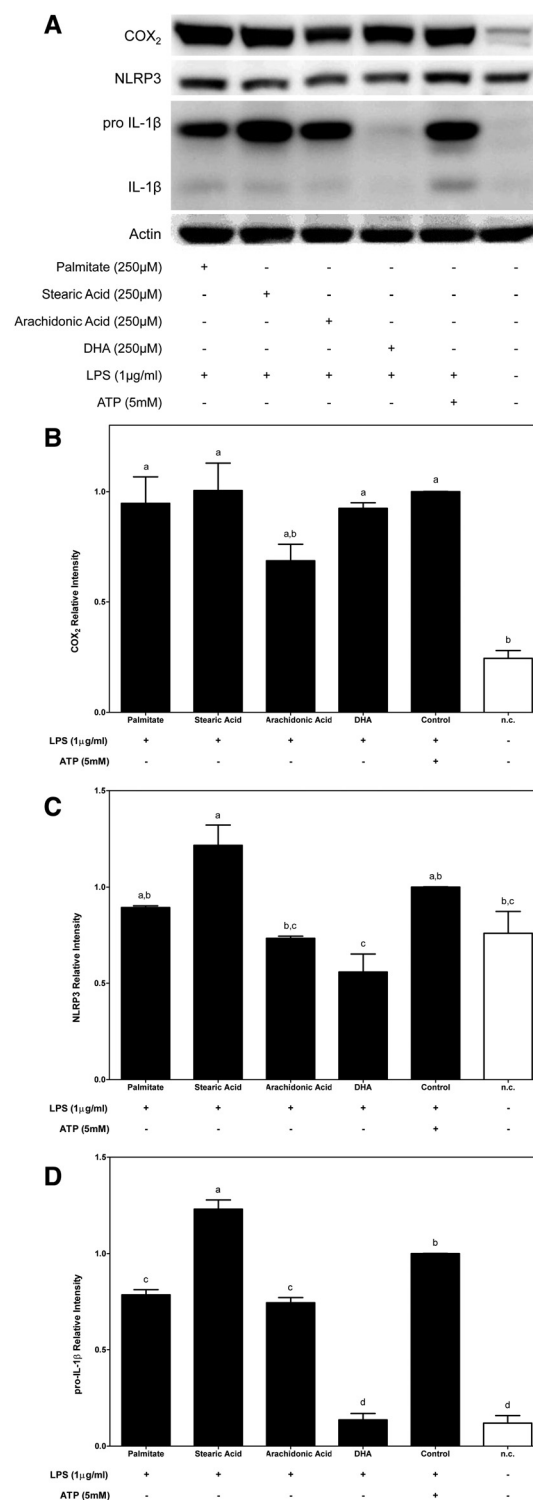 A
COX₂
NLRP3
pro IL-1β
IL-1β
Actin
Palmitate (250µM) + - - - - -
Stearic Acid (250µM) - + - - - -
Arachidonic Acid (250µM) - - + - - -
DHA (250µM) - - - + - -
LPS (1µg/ml) + + + + + -
ATP (5mM) - - - - + -
B
COX₂ Relative Intensity
1.0
0.5
0.0
a a a,b a a b
Palmitate Stearic Acid Arachidonic Acid DHA Control n.c.
LPS (1µg/ml) + + + + + -
ATP (5mM) - - - - + -
C
NLRP3 Relative Intensity
1.5
1.0
0.5
0.0
a,b a b,c c a,b b,c
Palmitate Stearic Acid Arachidonic Acid DHA Control n.c.
LPS (1µg/ml) + + + + + -
ATP (5mM) - - - - + -
D
pro-IL-1β Relative Intensity
1.5
1.0
0.5
0.0
c a c d b d
Palmitate Stearic Acid Arachidonic Acid DHA Control n.c.
LPS (1µg/ml) + + + + + -
ATP (5mM) - - - - + -